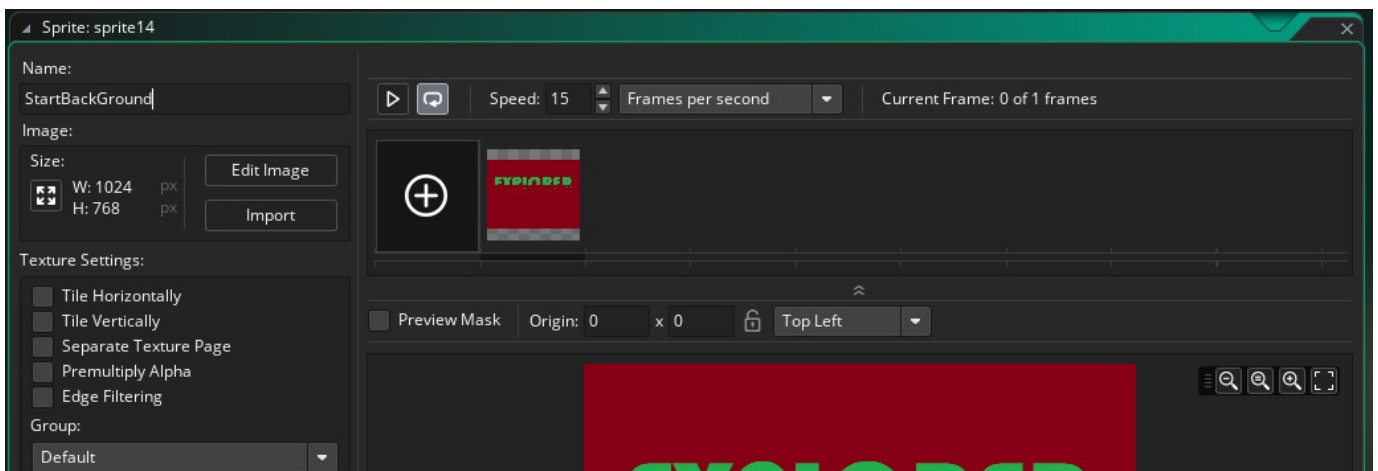 Sprite: sprite14
Name:
StartBackGround
Speed: 15 Frames per second Current Frame: 0 of 1 frames
Image:
Size:
W: 1024 px
H: 768 px
Edit Image
Import
EXPLORER
Texture Settings:
Tile Horizontally
Tile Vertically
Separate Texture Page
Premultiply Alpha
Edge Filtering
Group:
Default
Preview Mask Origin: 0 x 0 Top Left
EXPLORER